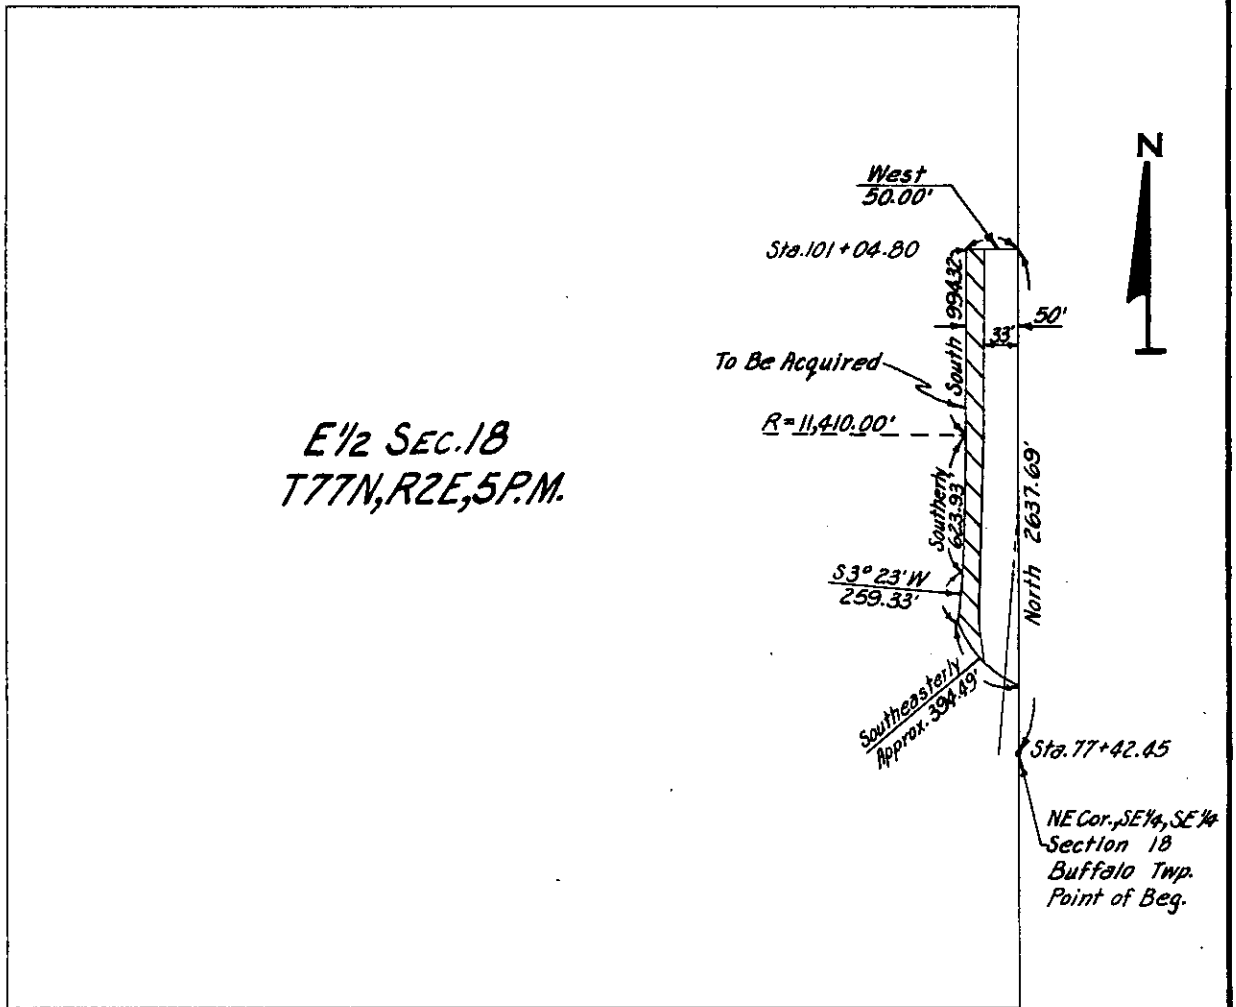 N
West
50.00'
Sta.101+04.80
South 994.32'
50'
33'
To Be Acquired
R=11,410.00'
E 1/2 SEC.18
T77N,R2E,5P.M.
Southerly
623.93'
North 2637.69'
S3°23'W
259.33'
Southeasterly
Approx. 394.49'
Sta.77+42.45
NE Cor.,SE1/4,SE1/4
Section 18
Buffalo Twp.
Point of Beg.